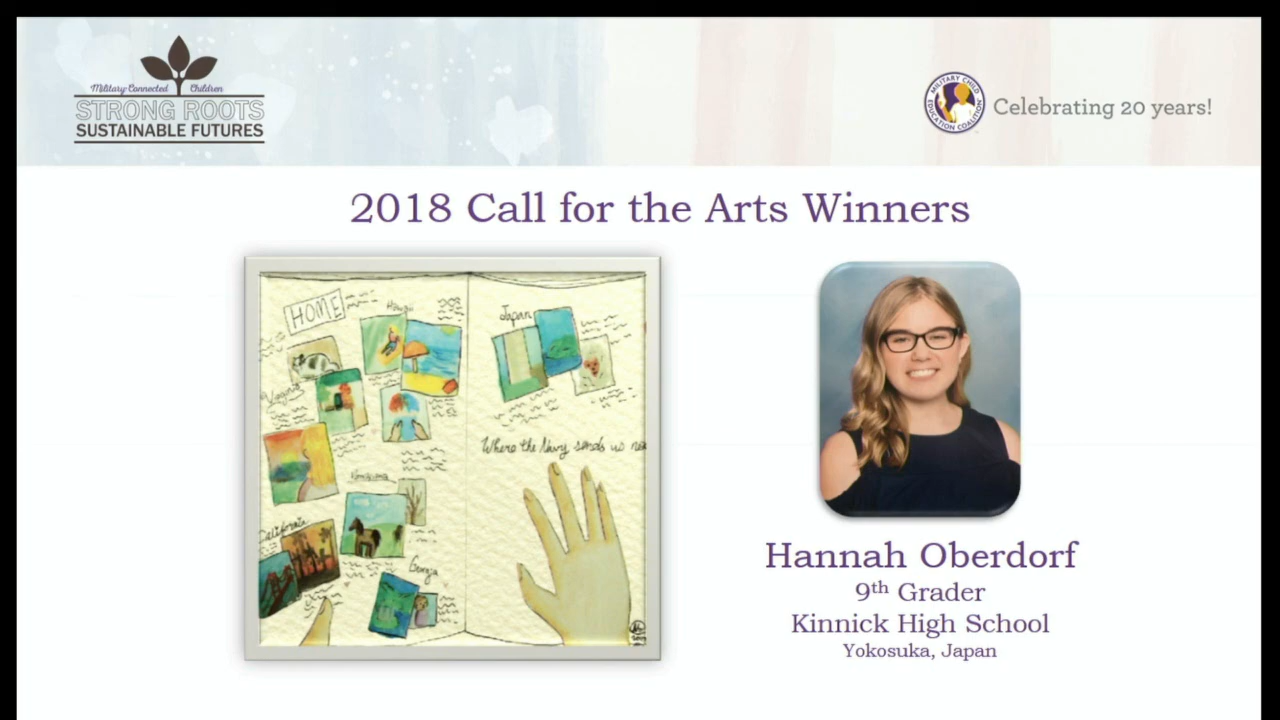 Military-Connected Children
STRONG ROOTS
SUSTAINABLE FUTURES
MILITARY CHILD EDUCATION COALITION
Celebrating 20 years!
2018 Call for the Arts Winners
HOME
Hawaii
Japan
Virginia
Where the Navy sends us
California
Georgia
Hannah Oberdorf
9th Grader
Kinnick High School
Yokosuka, Japan